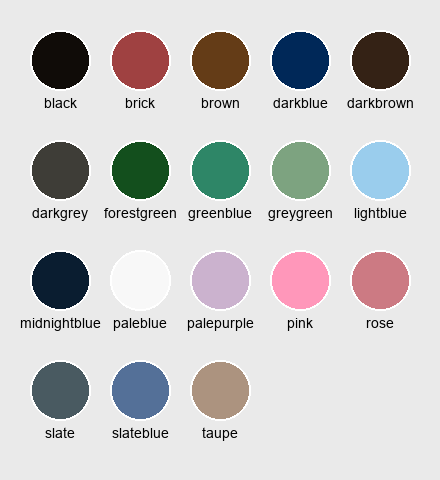 black brick brown darkblue darkbrown
darkgrey forestgreen greenblue greygreen lightblue
midnightblue paleblue palepurple pink rose
slate slateblue taupe